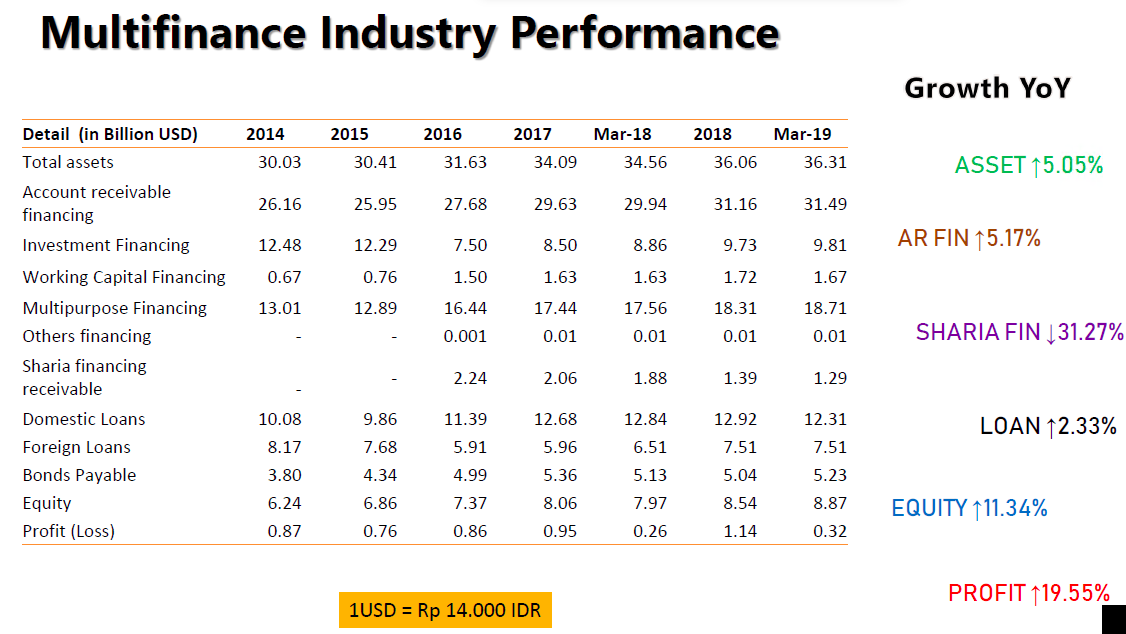 Multifinance Industry Performance
Growth YoY
Detail (in Billion USD) 2014 2015 2016 2017 Mar-18 2018 Mar-19
Total assets 30.03 30.41 31.63 34.09 34.56 36.06 36.31
Account receivable
financing 26.16 25.95 27.68 29.63 29.94 31.16 31.49
Investment Financing 12.48 12.29 7.50 8.50 8.86 9.73 9.81
Working Capital Financing 0.67 0.76 1.50 1.63 1.63 1.72 1.67
Multipurpose Financing 13.01 12.89 16.44 17.44 17.56 18.31 18.71
Others financing - - 0.001 0.01 0.01 0.01 0.01
Sharia financing
receivable - - 2.24 2.06 1.88 1.39 1.29
Domestic Loans 10.08 9.86 11.39 12.68 12.84 12.92 12.31
Foreign Loans 8.17 7.68 5.91 5.96 6.51 7.51 7.51
Bonds Payable 3.80 4.34 4.99 5.36 5.13 5.04 5.23
Equity 6.24 6.86 7.37 8.06 7.97 8.54 8.87
Profit (Loss) 0.87 0.76 0.86 0.95 0.26 1.14 0.32
ASSET ↑5.05%
AR FIN ↑5.17%
SHARIA FIN ↓31.27%
LOAN ↑2.33%
EQUITY ↑11.34%
PROFIT ↑19.55%
1USD = Rp 14.000 IDR